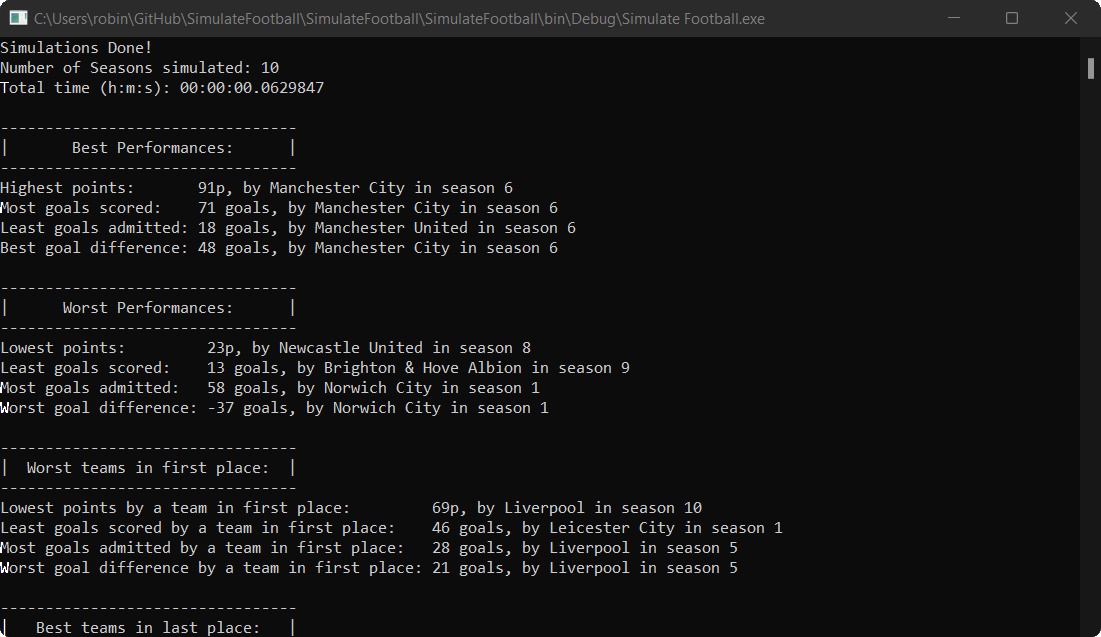 C:\Users\robin\GitHub\SimulateFootball\SimulateFootball\SimulateFootball\bin\Debug\Simulate Football.exe
Simulations Done!
Number of Seasons simulated: 10
Total time (h:m:s): 00:00:00.0629847
---------------------------------
|       Best Performances:      |
---------------------------------
Highest points:       91p, by Manchester City in season 6
Most goals scored:    71 goals, by Manchester City in season 6
Least goals admitted: 18 goals, by Manchester United in season 6
Best goal difference: 48 goals, by Manchester City in season 6
---------------------------------
|      Worst Performances:      |
---------------------------------
Lowest points:         23p, by Newcastle United in season 8
Least goals scored:    13 goals, by Brighton & Hove Albion in season 9
Most goals admitted:   58 goals, by Norwich City in season 1
Worst goal difference: -37 goals, by Norwich City in season 1
---------------------------------
|  Worst teams in first place:  |
---------------------------------
Lowest points by a team in first place:         69p, by Liverpool in season 10
Least goals scored by a team in first place:    46 goals, by Leicester City in season 1
Most goals admitted by a team in first place:   28 goals, by Liverpool in season 5
Worst goal difference by a team in first place: 21 goals, by Liverpool in season 5
---------------------------------
|   Best teams in last place:   |